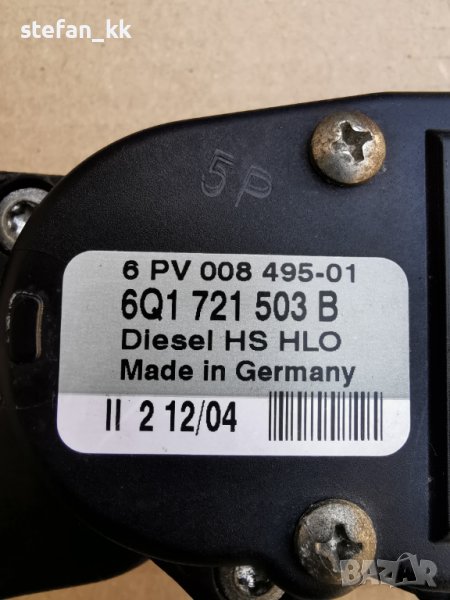 stefan_kk
5P
6 PV 008 495-01
6Q1 721 503 B
Diesel HS HLO
Made in Germany
II 2 12/04
BAZAR